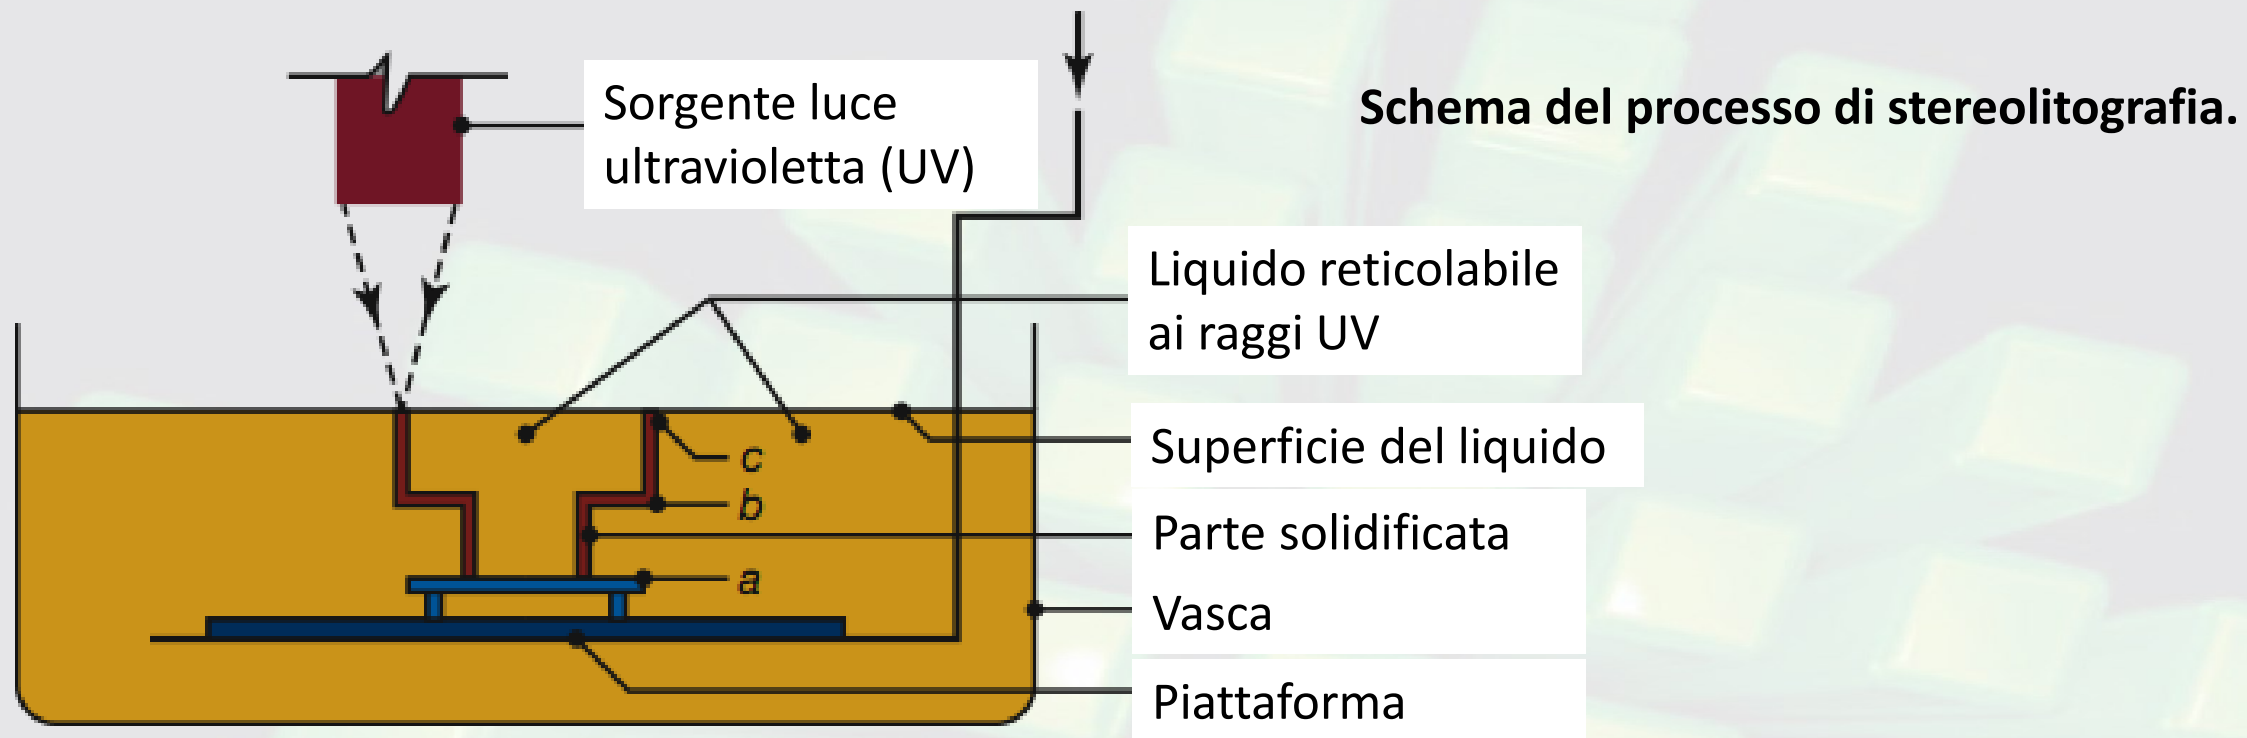 Schema del processo di stereolitografia.
Sorgente luce
ultravioletta (UV)
Liquido reticolabile
ai raggi UV
Superficie del liquido
c
b
Parte solidificata
a
Vasca
Piattaforma